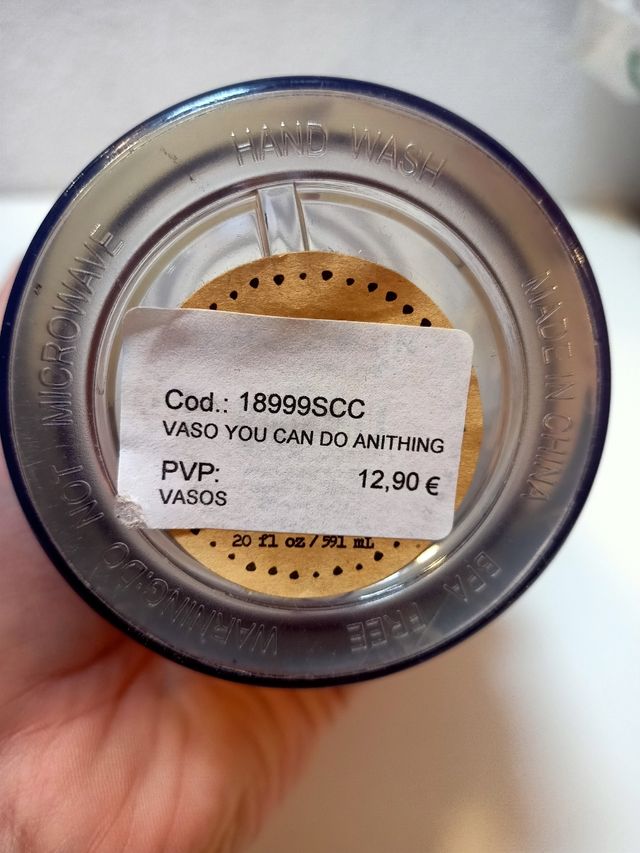 HAND WASH
MADE IN CHINA
BPA FREE
WARNING:DO NOT MICROWAVE
Cod.: 18999SCC
VASO YOU CAN DO ANITHING
PVP: 12,90 €
VASOS
20 fl oz / 591 mL